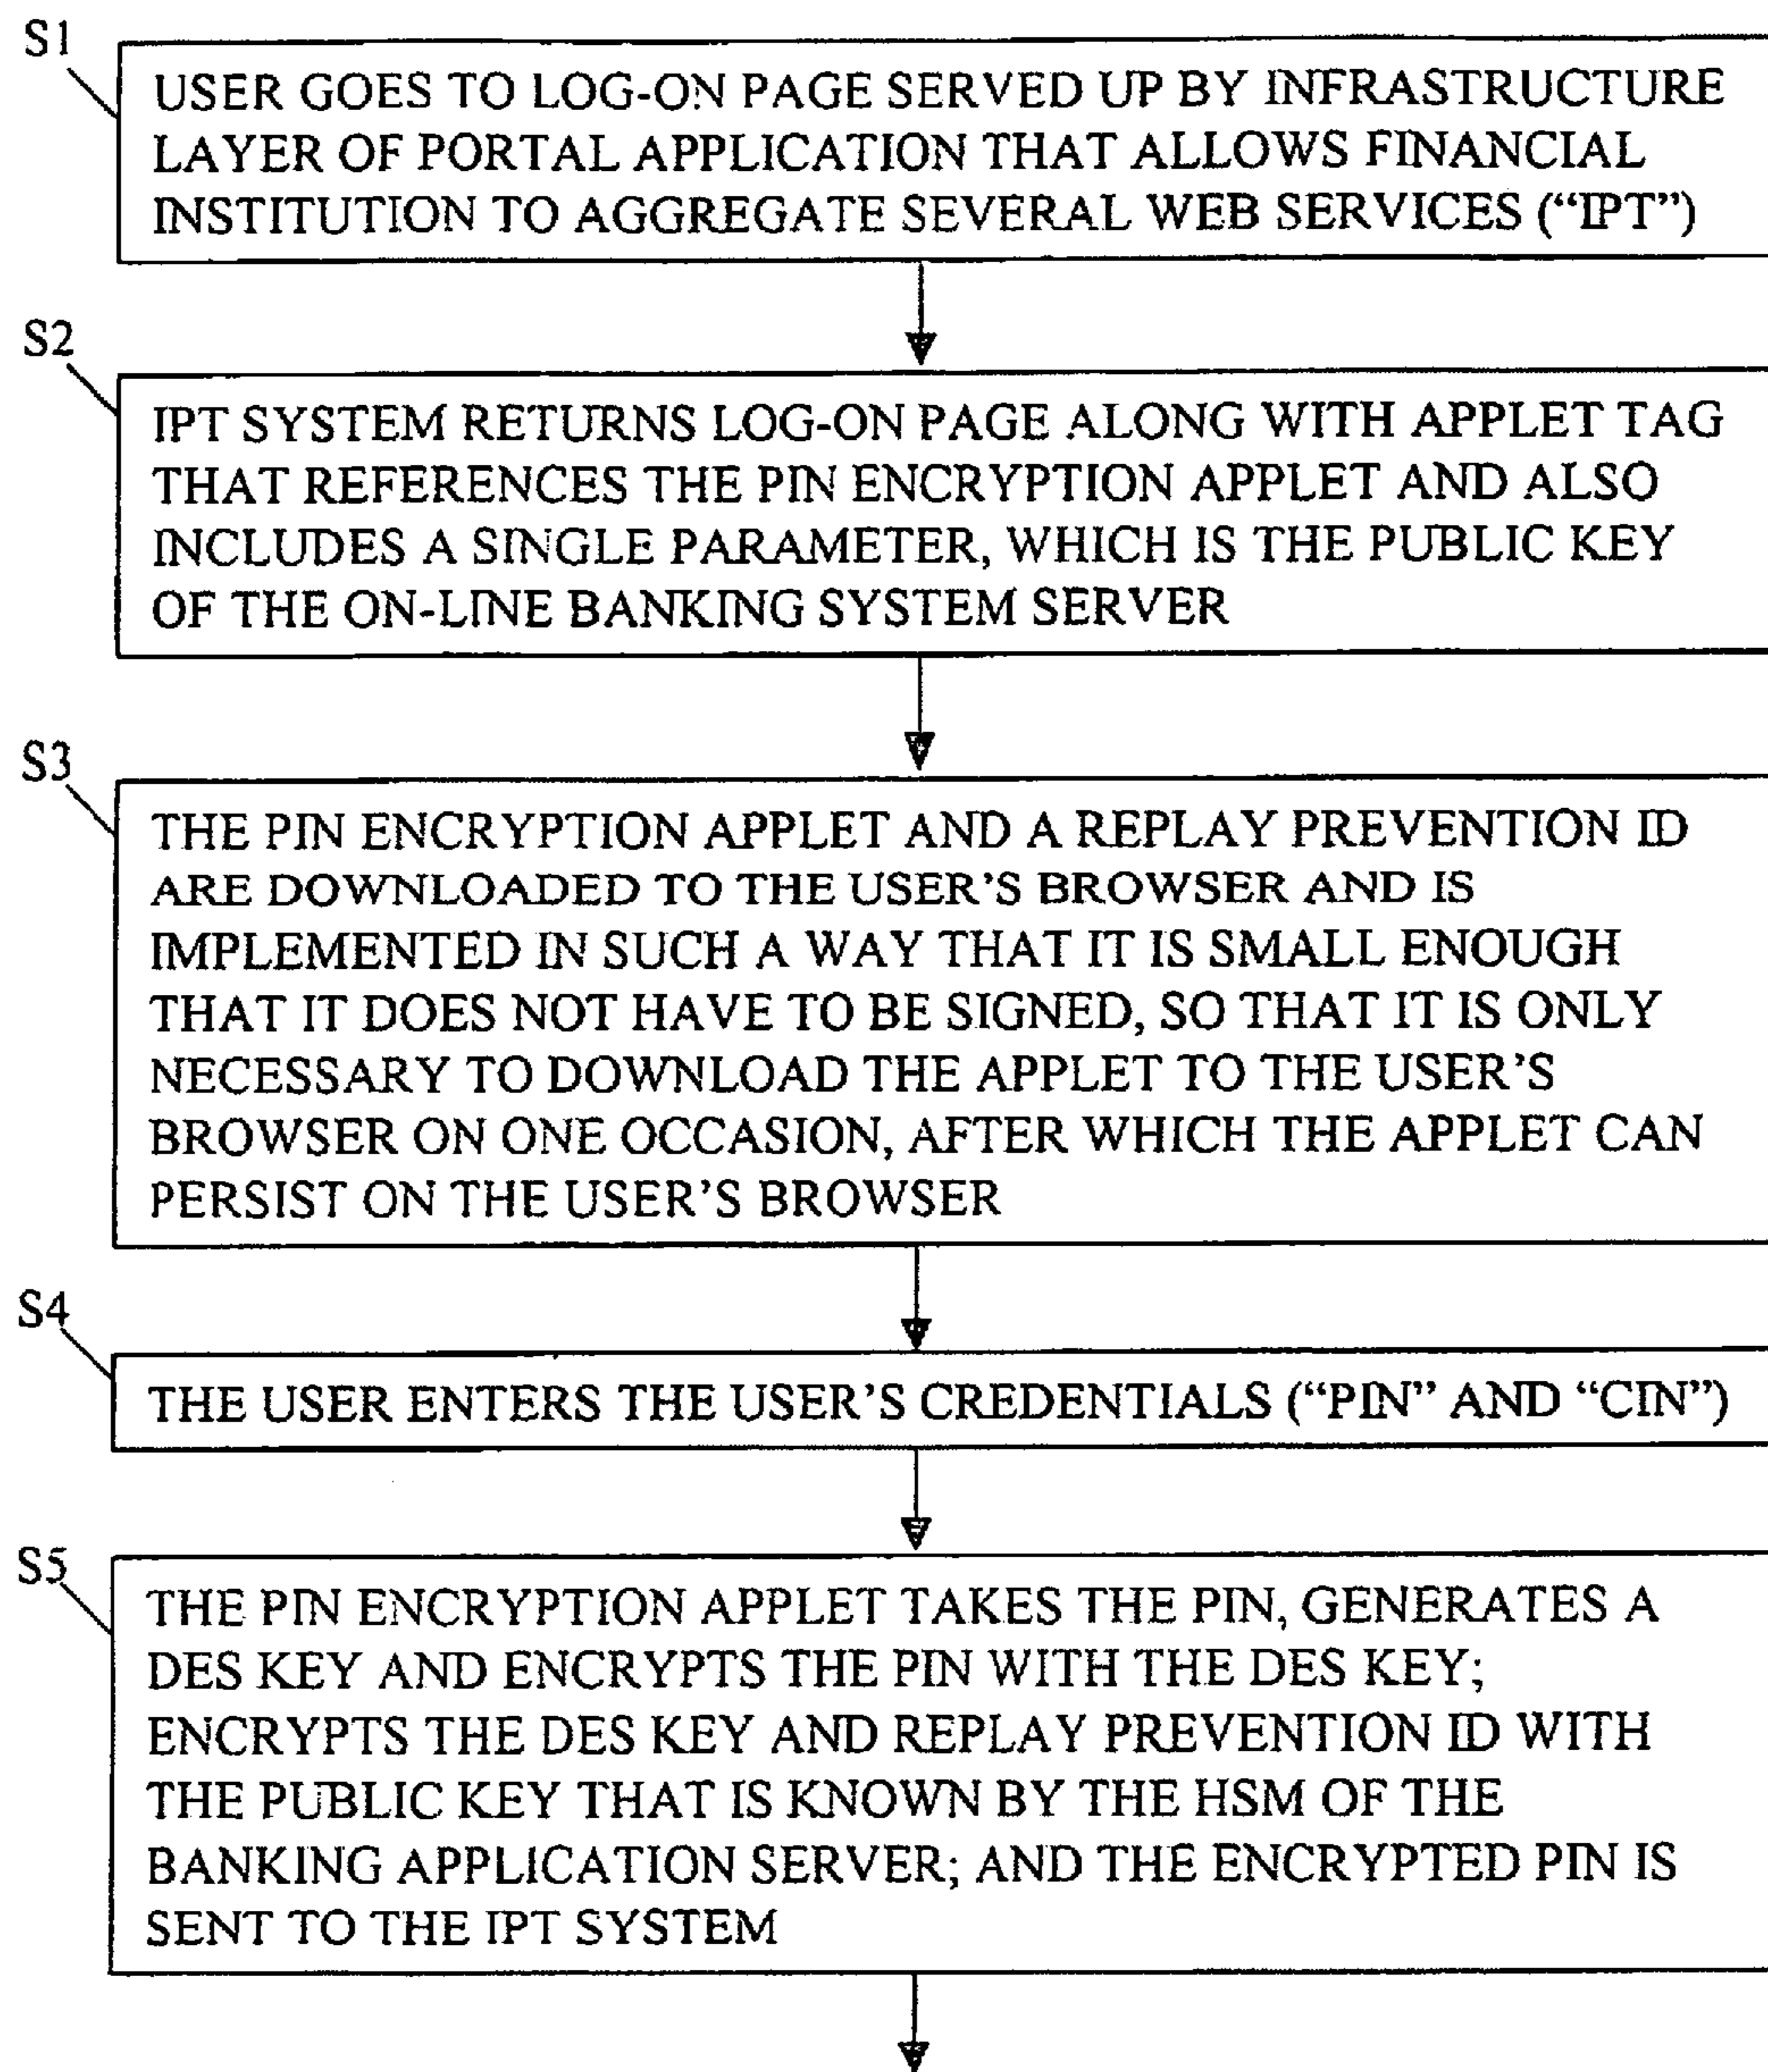 S1
USER GOES TO LOG-ON PAGE SERVED UP BY INFRASTRUCTURE
LAYER OF PORTAL APPLICATION THAT ALLOWS FINANCIAL
INSTITUTION TO AGGREGATE SEVERAL WEB SERVICES (“IPT”)
S2
IPT SYSTEM RETURNS LOG-ON PAGE ALONG WITH APPLET TAG
THAT REFERENCES THE PIN ENCRYPTION APPLET AND ALSO
INCLUDES A SINGLE PARAMETER, WHICH IS THE PUBLIC KEY
OF THE ON-LINE BANKING SYSTEM SERVER
S3
THE PIN ENCRYPTION APPLET AND A REPLAY PREVENTION ID
ARE DOWNLOADED TO THE USER’S BROWSER AND IS
IMPLEMENTED IN SUCH A WAY THAT IT IS SMALL ENOUGH
THAT IT DOES NOT HAVE TO BE SIGNED, SO THAT IT IS ONLY
NECESSARY TO DOWNLOAD THE APPLET TO THE USER’S
BROWSER ON ONE OCCASION, AFTER WHICH THE APPLET CAN
PERSIST ON THE USER’S BROWSER
S4
THE USER ENTERS THE USER’S CREDENTIALS (“PIN” AND “CIN”)
S5
THE PIN ENCRYPTION APPLET TAKES THE PIN, GENERATES A
DES KEY AND ENCRYPTS THE PIN WITH THE DES KEY;
ENCRYPTS THE DES KEY AND REPLAY PREVENTION ID WITH
THE PUBLIC KEY THAT IS KNOWN BY THE HSM OF THE
BANKING APPLICATION SERVER; AND THE ENCRYPTED PIN IS
SENT TO THE IPT SYSTEM